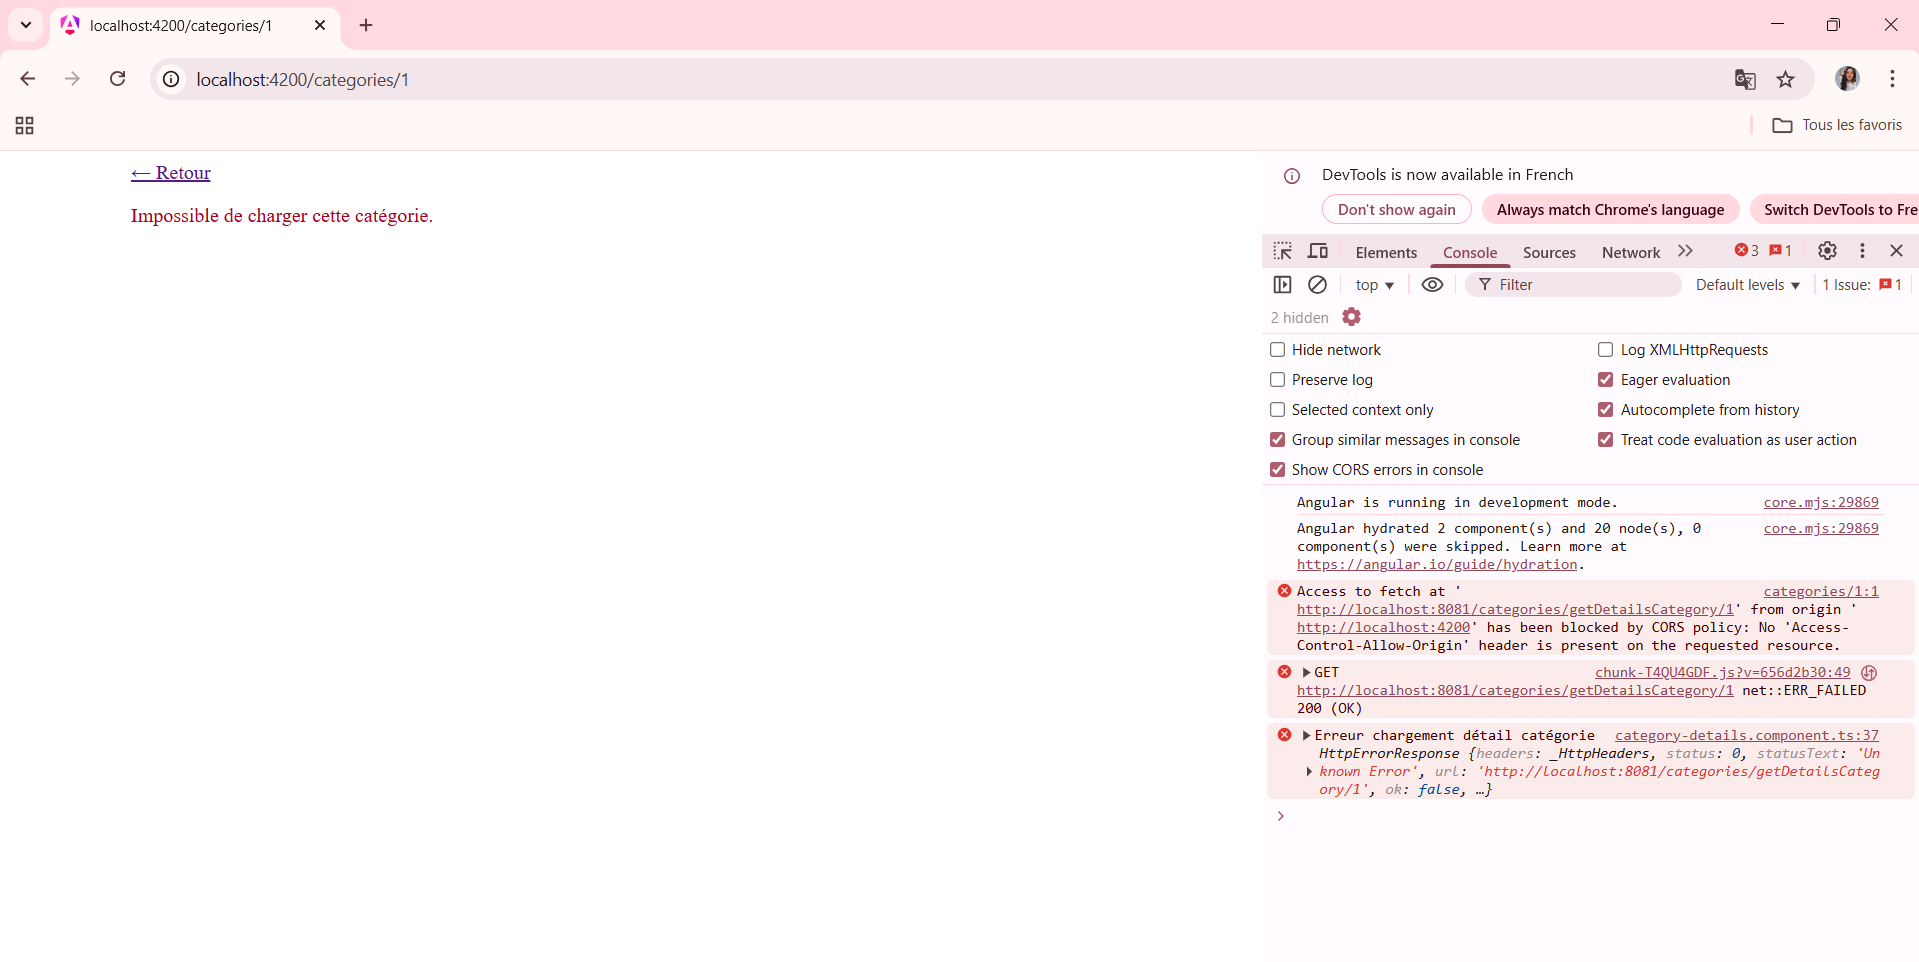 localhost:4200/categories/1
localhost:4200/categories/1
Tous les favoris
← Retour
Impossible de charger cette catégorie.
DevTools is now available in French
Don't show again Always match Chrome's language Switch DevTools to Fre
Elements Console Sources Network 3 1
top Filter Default levels 1 Issue: 1
2 hidden
Hide network Log XMLHttpRequests
Preserve log Eager evaluation
Selected context only Autocomplete from history
Group similar messages in console Treat code evaluation as user action
Show CORS errors in console
Angular is running in development mode. core.mjs:29869
Angular hydrated 2 component(s) and 20 node(s), 0 core.mjs:29869
component(s) were skipped. Learn more at
https://angular.io/guide/hydration.
Access to fetch at ' categories/1:1
http://localhost:8081/categories/getDetailsCategory/1' from origin '
http://localhost:4200' has been blocked by CORS policy: No 'Access-
Control-Allow-Origin' header is present on the requested resource.
GET chunk-T4QU4GDF.js?v=656d2b30:49
http://localhost:8081/categories/getDetailsCategory/1 net::ERR_FAILED
200 (OK)
Erreur chargement détail catégorie category-details.component.ts:37
HttpErrorResponse {headers: _HttpHeaders, status: 0, statusText: 'Un
known Error', url: 'http://localhost:8081/categories/getDetailsCateg
ory/1', ok: false, …}